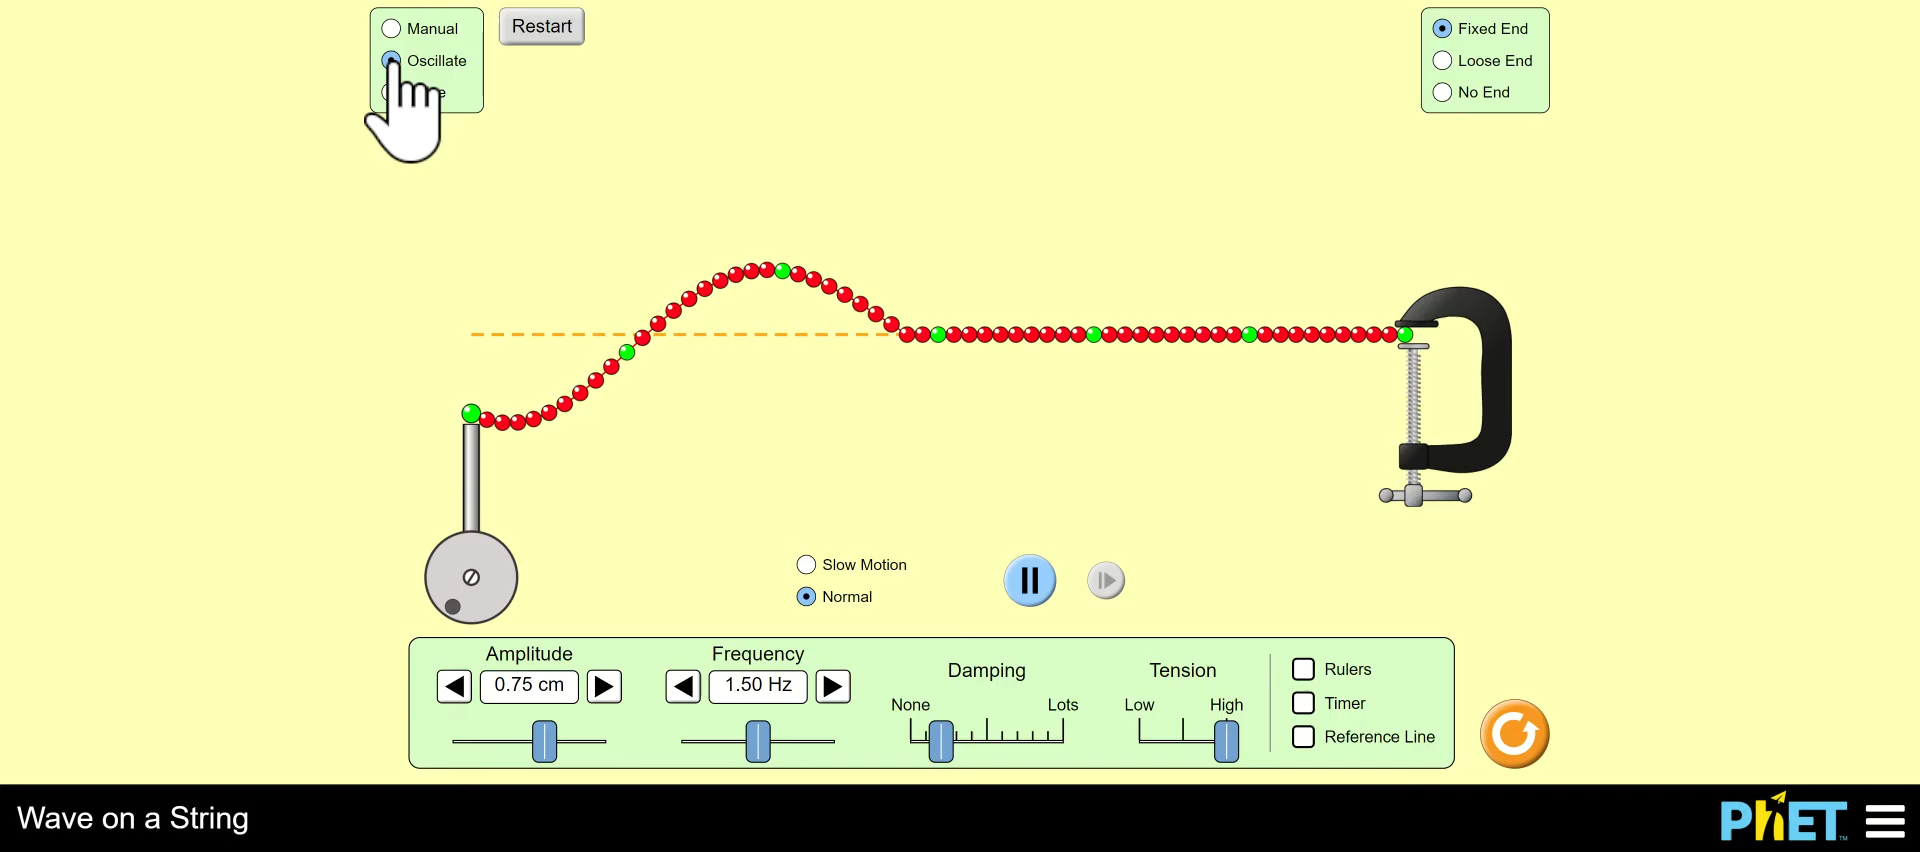 Manual
Restart
Fixed End
Oscillate
Loose End
No End
Slow Motion
Normal
Amplitude
Frequency
Damping
Tension
Rulers
0.75 cm
1.50 Hz
None
Lots
Low
High
Timer
Reference Line
Wave on a String
PhET
TM